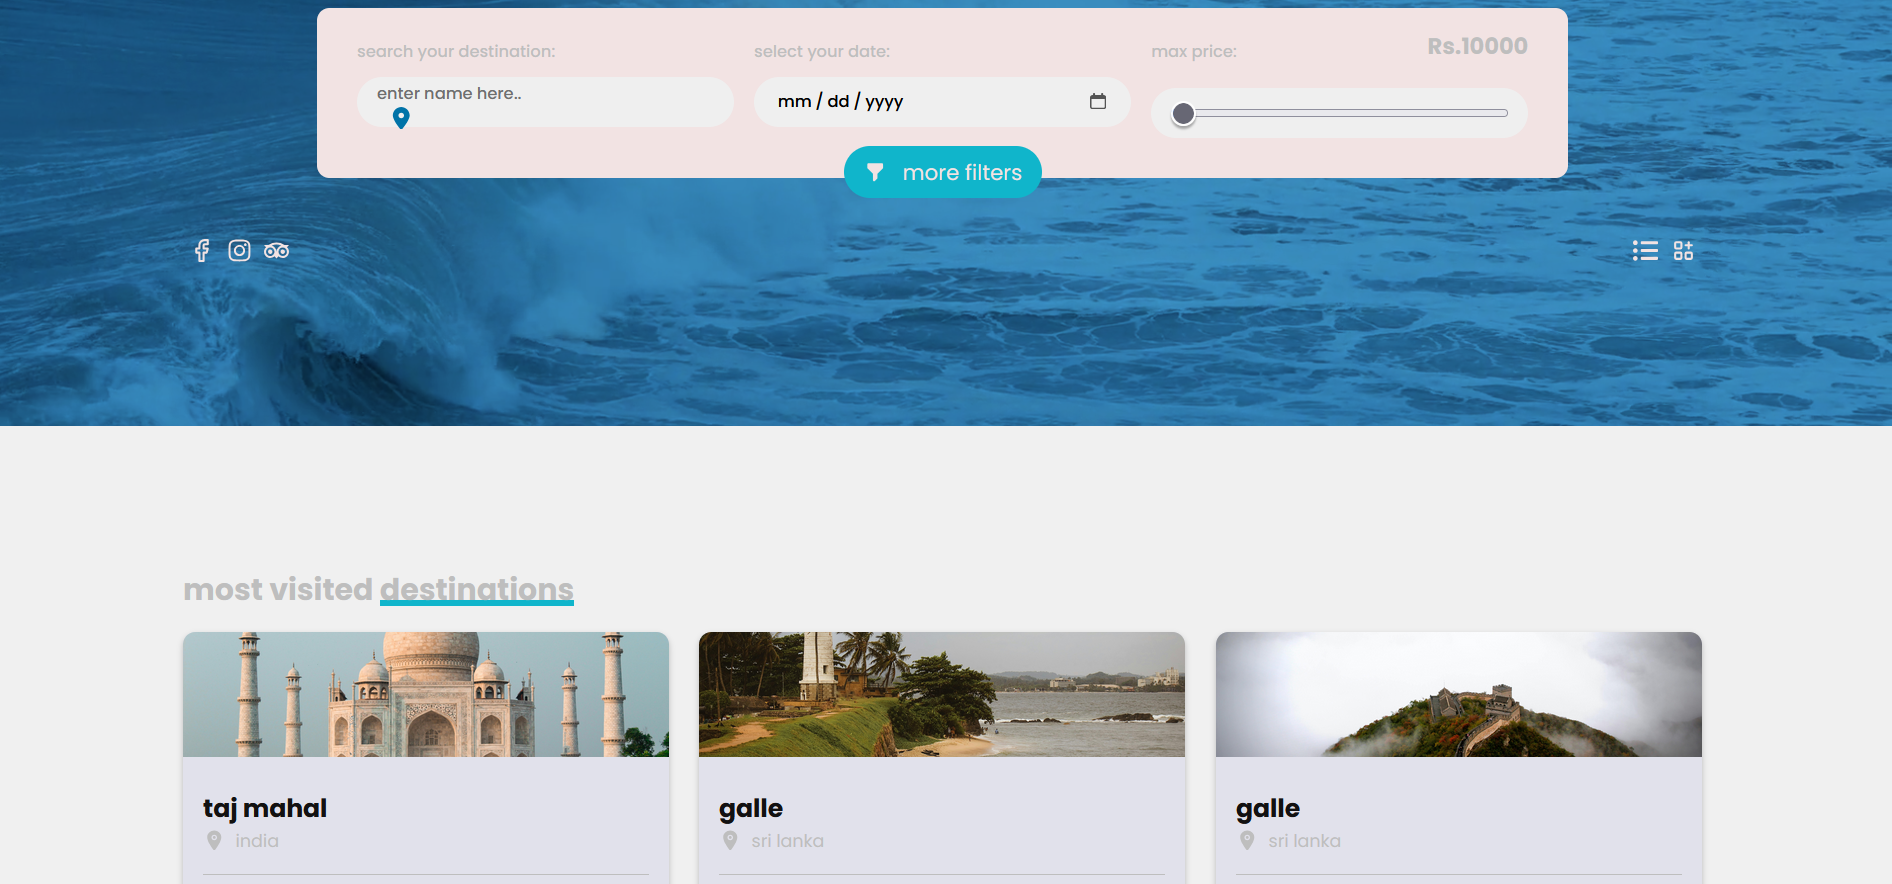 search your destination:
select your date:
max price:
Rs.10000
enter name here..
mm / dd / yyyy
more filters
most visited destinations
taj mahal
galle
galle
india
sri lanka
sri lanka